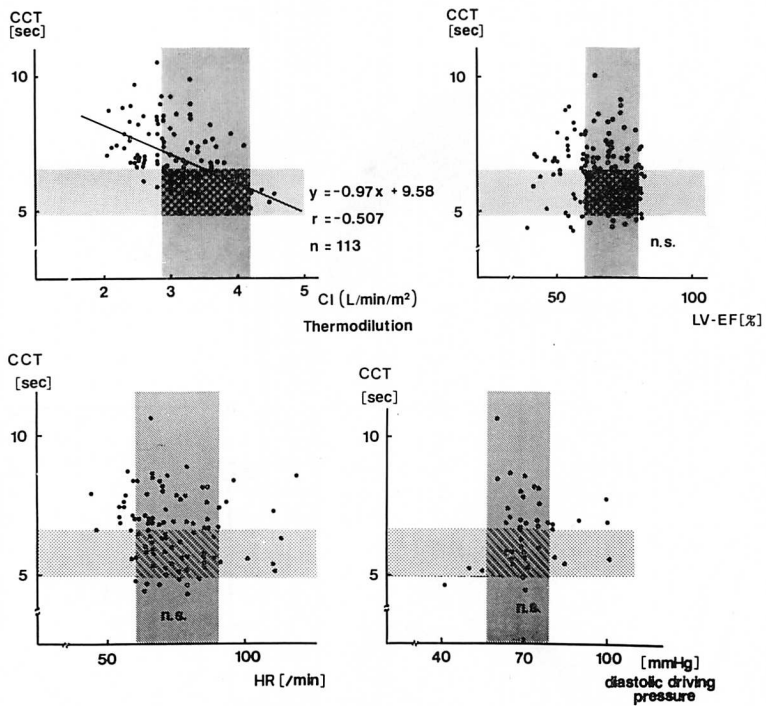 CCT
[sec]
10
5
y = -0.97x + 9.58
r = -0.507
n = 113
2 3 4 5
CI (L/min/m²)
Thermodilution
CCT
[sec]
10
5
n.s.
50 100
LV-EF [%]
CCT
[sec]
10
5
n.s.
50 100
HR [/min]
CCT
[sec]
10
5
n.s.
40 70 100 [mmHg]
diastolic driving
pressure